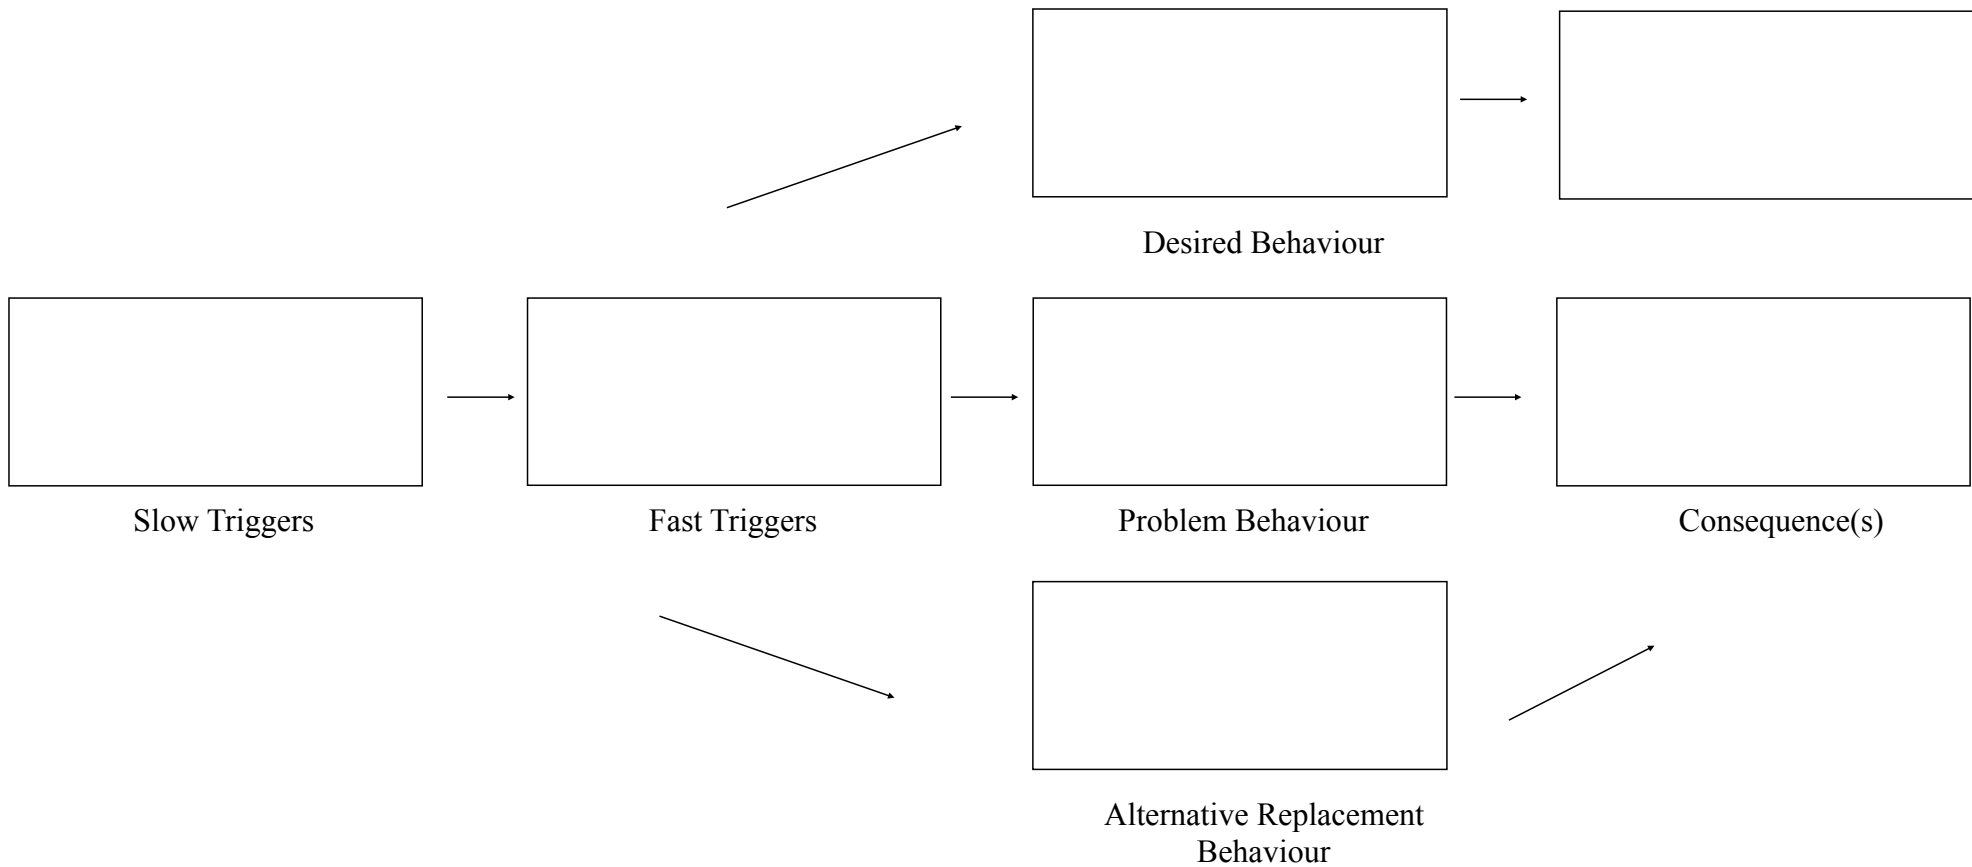 Desired Behaviour
Slow Triggers
Fast Triggers
Problem Behaviour
Consequence(s)
Alternative Replacement
Behaviour